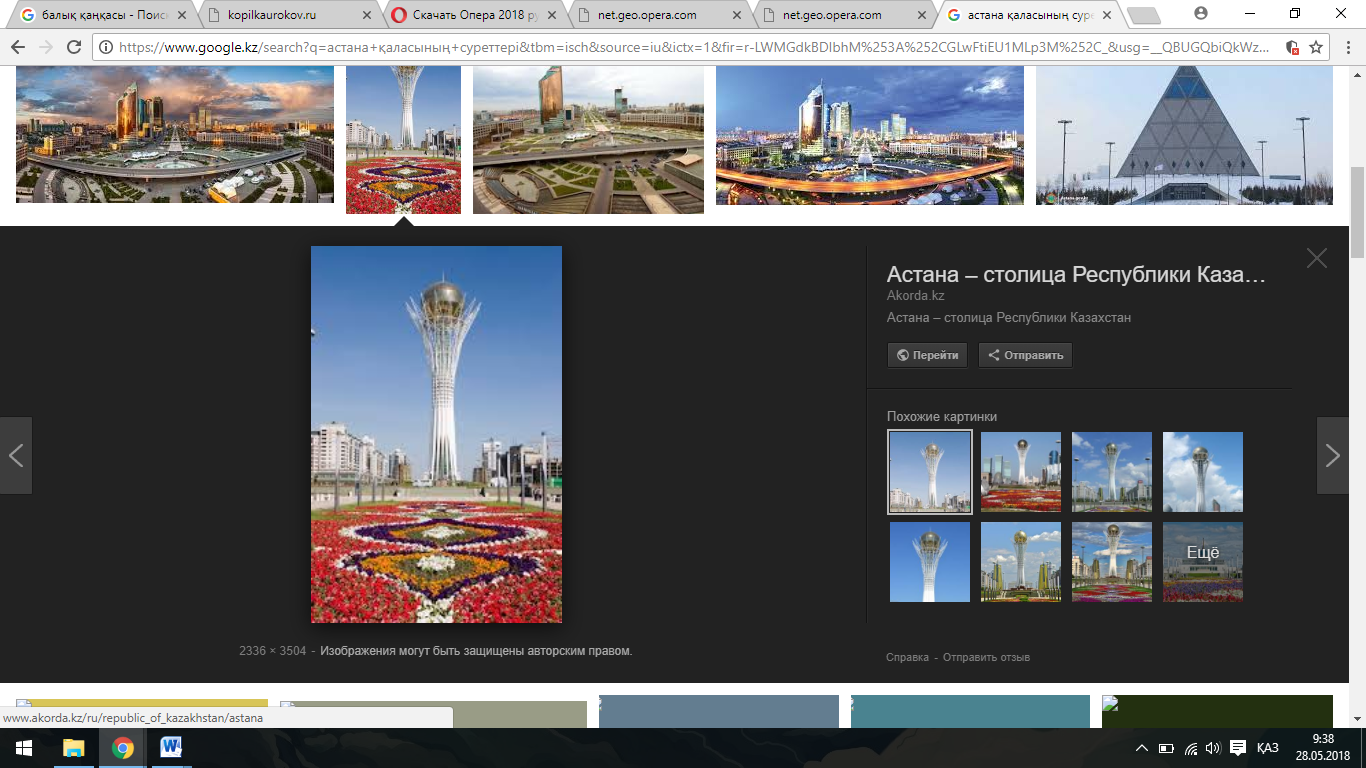 балық қаңқасы - Поис
kopilkaurokov.ru
Скачать Опера 2018 ру
net.geo.opera.com
net.geo.opera.com
астана қаласының суре
https://www.google.kz/search?q=астана+қаласының+суреттері&tbm=isch&source=iu&ictx=1&fir=r-LWMGdkBDIbhM%253A%252CGLwFtiEU1MLp3M%252C_&usg=__QBUGQbiQkWz...
Астана – столица Республики Каза...
Akorda.kz
Астана – столица Республики Казахстан
Перейти
Отправить
Похожие картинки
Ещё
2336 × 3504 - Изображения могут быть защищены авторским правом.
Справка - Отправить отзыв
www.akorda.kz/ru/republic_of_kazakhstan/astana
ҚАЗ
9:38
28.05.2018